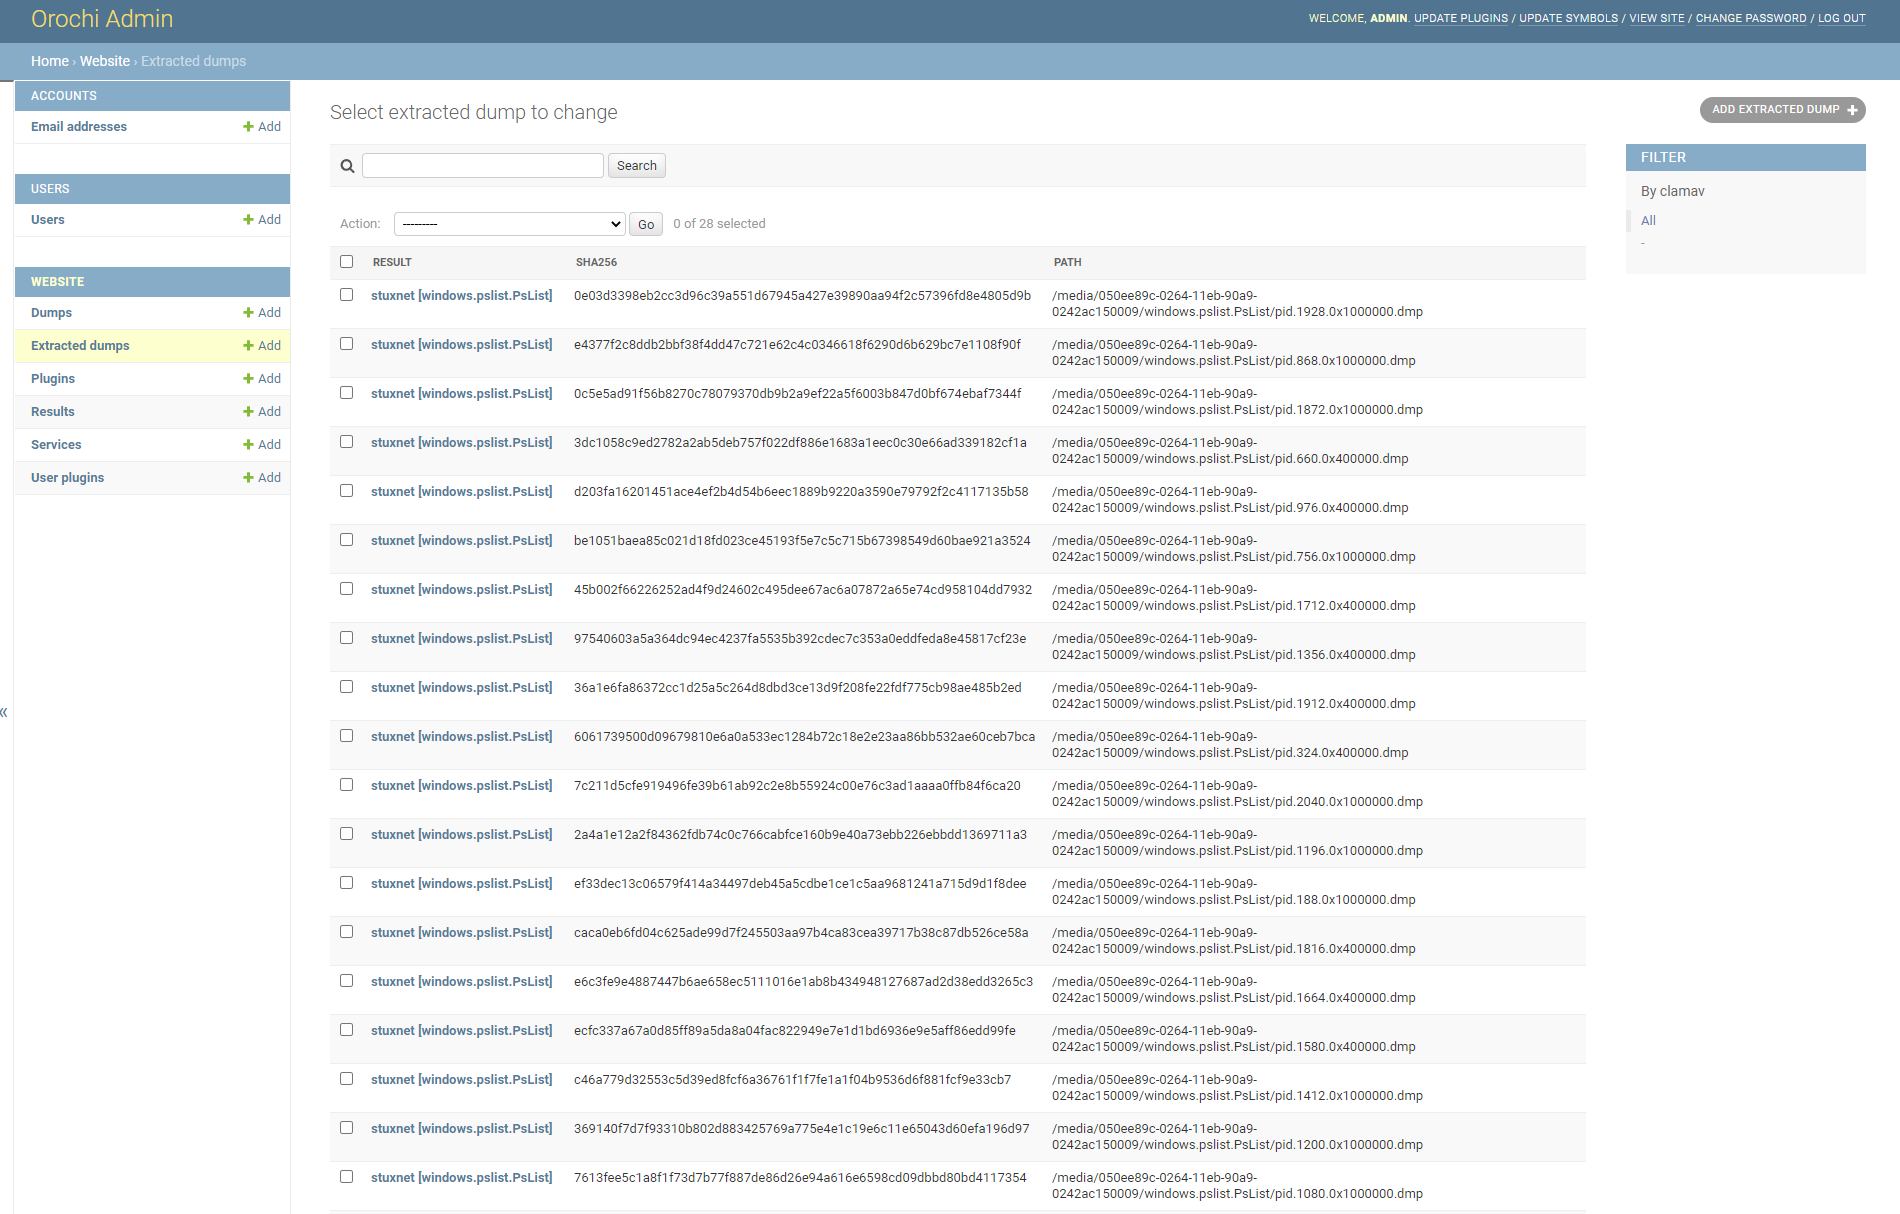 Orochi Admin
WELCOME, ADMIN. UPDATE PLUGINS / UPDATE SYMBOLS / VIEW SITE / CHANGE PASSWORD / LOG OUT
Home › Website › Extracted dumps
ACCOUNTS
Email addresses + Add
USERS
Users + Add
WEBSITE
Dumps + Add
Extracted dumps + Add
Plugins + Add
Results + Add
Services + Add
User plugins + Add
«
Select extracted dump to change
ADD EXTRACTED DUMP +
Search
Action: --------- Go 0 of 28 selected
RESULT SHA256 PATH
stuxnet [windows.pslist.PsList] 0e03d3398eb2cc3d96c39a551d67945a427e39890aa94f2c57396fd8e4805d9b /media/050ee89c-0264-11eb-90a9-
0242ac150009/windows.pslist.PsList/pid.1928.0x1000000.dmp
stuxnet [windows.pslist.PsList] e4377f2c8ddb2bbf38f4dd47c721e62c4c0346618f6290d6b629bc7e1108f90f /media/050ee89c-0264-11eb-90a9-
0242ac150009/windows.pslist.PsList/pid.868.0x1000000.dmp
stuxnet [windows.pslist.PsList] 0c5e5ad91f56b8270c78079370db9b2a9ef22a5f6003b847d0bf674ebaf7344f /media/050ee89c-0264-11eb-90a9-
0242ac150009/windows.pslist.PsList/pid.1872.0x1000000.dmp
stuxnet [windows.pslist.PsList] 3dc1058c9ed2782a2ab5deb757f022df886e1683a1eec0c30e66ad339182cf1a /media/050ee89c-0264-11eb-90a9-
0242ac150009/windows.pslist.PsList/pid.660.0x400000.dmp
stuxnet [windows.pslist.PsList] d203fa16201451ace4ef2b4d54b6eec1889b9220a3590e79792f2c4117135b58 /media/050ee89c-0264-11eb-90a9-
0242ac150009/windows.pslist.PsList/pid.976.0x400000.dmp
stuxnet [windows.pslist.PsList] be1051baea85c021d18fd023ce45193f5e7c5c715b67398549d60bae921a3524 /media/050ee89c-0264-11eb-90a9-
0242ac150009/windows.pslist.PsList/pid.756.0x1000000.dmp
stuxnet [windows.pslist.PsList] 45b002f66226252ad4f9d24602c495dee67ac6a07872a65e74cd958104dd7932 /media/050ee89c-0264-11eb-90a9-
0242ac150009/windows.pslist.PsList/pid.1712.0x400000.dmp
stuxnet [windows.pslist.PsList] 97540603a5a364dc94ec4237fa5535b392cdec7c353a0eddfeda8e45817cf23e /media/050ee89c-0264-11eb-90a9-
0242ac150009/windows.pslist.PsList/pid.1356.0x400000.dmp
stuxnet [windows.pslist.PsList] 36a1e6fa86372cc1d25a5c264d8dbd3ce13d9f208fe22fdf775cb98ae485b2ed /media/050ee89c-0264-11eb-90a9-
0242ac150009/windows.pslist.PsList/pid.1912.0x400000.dmp
stuxnet [windows.pslist.PsList] 6061739500d09679810e6a0a533ec1284b72c18e2e23aa86bb532ae60ceb7bca /media/050ee89c-0264-11eb-90a9-
0242ac150009/windows.pslist.PsList/pid.324.0x400000.dmp
stuxnet [windows.pslist.PsList] 7c211d5cfe919496fe39b61ab92c2e8b55924c00e76c3ad1aaaa0ffb84f6ca20 /media/050ee89c-0264-11eb-90a9-
0242ac150009/windows.pslist.PsList/pid.2040.0x1000000.dmp
stuxnet [windows.pslist.PsList] 2a4a1e12a2f84362fdb74c0c766cabfce160b9e40a73ebb226ebbdd1369711a3 /media/050ee89c-0264-11eb-90a9-
0242ac150009/windows.pslist.PsList/pid.1196.0x1000000.dmp
stuxnet [windows.pslist.PsList] ef33dec13c06579f414a34497deb45a5cdbe1ce1c5aa9681241a715d9d1f8dee /media/050ee89c-0264-11eb-90a9-
0242ac150009/windows.pslist.PsList/pid.188.0x1000000.dmp
stuxnet [windows.pslist.PsList] caca0eb6fd04c625ade99d7f245503aa97b4ca83cea39717b38c87db526ce58a /media/050ee89c-0264-11eb-90a9-
0242ac150009/windows.pslist.PsList/pid.1816.0x400000.dmp
stuxnet [windows.pslist.PsList] e6c3fe9e4887447b6ae658ec5111016e1ab8b434948127687ad2d38edd3265c3 /media/050ee89c-0264-11eb-90a9-
0242ac150009/windows.pslist.PsList/pid.1664.0x400000.dmp
stuxnet [windows.pslist.PsList] ecfc337a67a0d85ff89a5da8a04fac822949e7e1d1bd6936e9e5aff86edd99fe /media/050ee89c-0264-11eb-90a9-
0242ac150009/windows.pslist.PsList/pid.1580.0x400000.dmp
stuxnet [windows.pslist.PsList] c46a779d32553c5d39ed8fcf6a36761f1f7fe1a1f04b9536d6f881fcf9e33cb7 /media/050ee89c-0264-11eb-90a9-
0242ac150009/windows.pslist.PsList/pid.1412.0x1000000.dmp
stuxnet [windows.pslist.PsList] 369140f7d7f93310b802d883425769a775e4e1c19e6c11e65043d60efa196d97 /media/050ee89c-0264-11eb-90a9-
0242ac150009/windows.pslist.PsList/pid.1200.0x1000000.dmp
stuxnet [windows.pslist.PsList] 7613fee5c1a8f1f73d7b77f887de86d26e94a616e6598cd09dbbd80bd4117354 /media/050ee89c-0264-11eb-90a9-
0242ac150009/windows.pslist.PsList/pid.1080.0x1000000.dmp
FILTER
By clamav
All
-